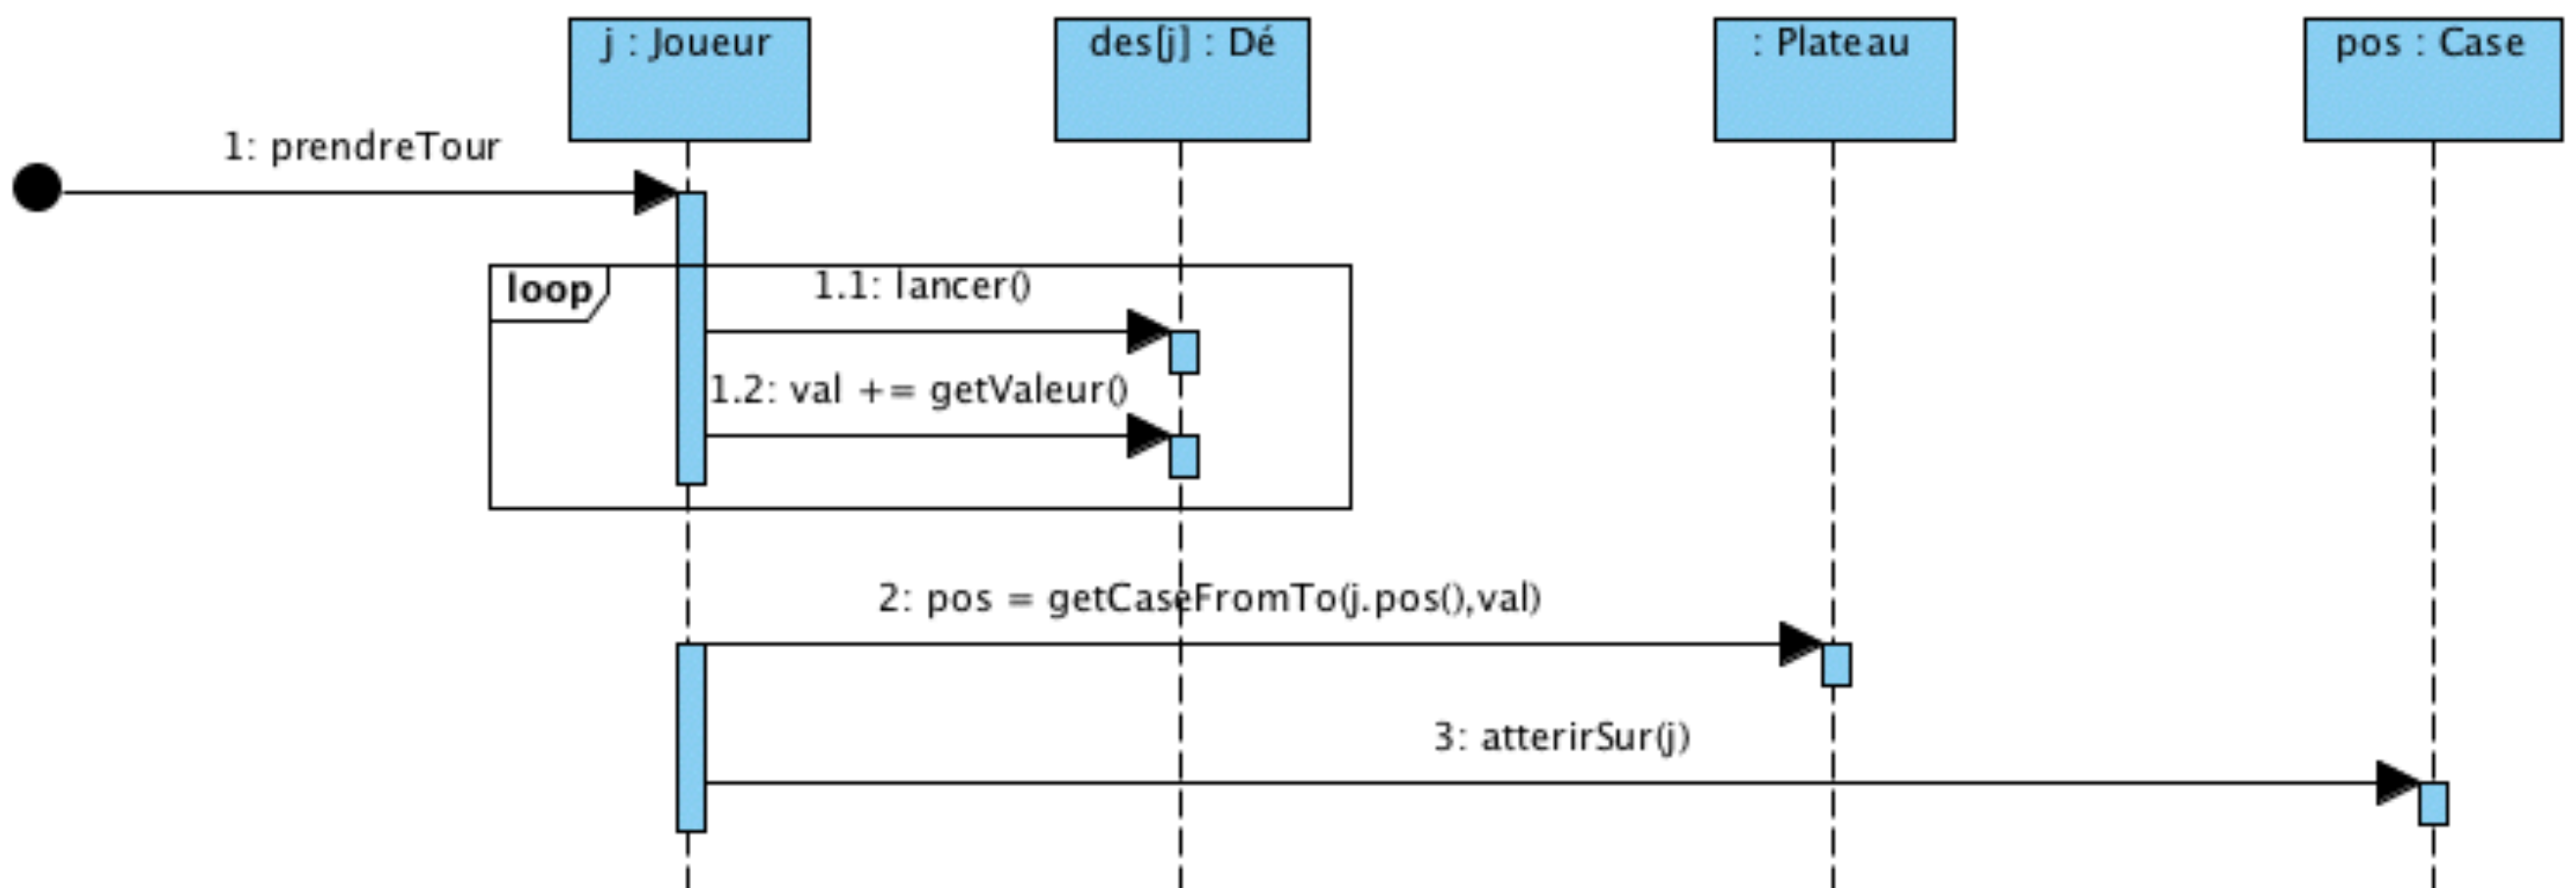 j : Joueur
des[j] : Dé
: Plateau
pos : Case
1: prendreTour
loop
1.1: lancer()
1.2: val += getValeur()
2: pos = getCaseFromTo(j.pos(),val)
3: atterirSur(j)